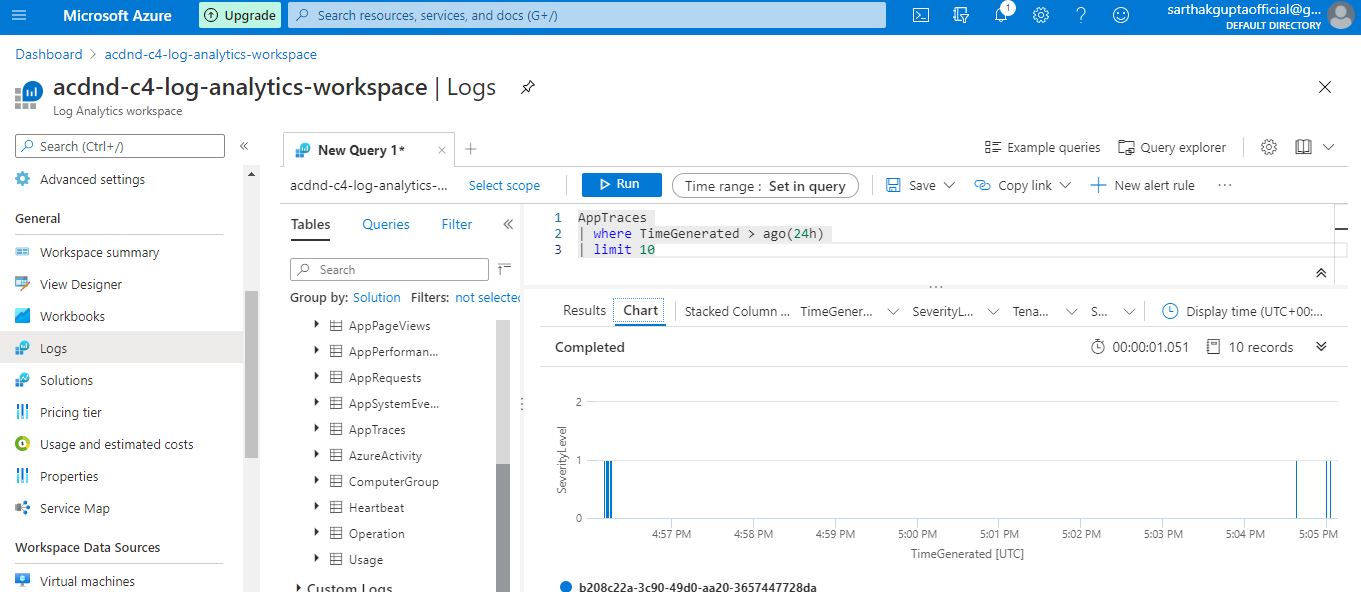 Microsoft Azure
Upgrade
Search resources, services, and docs (G+/)
1
sarthakguptaofficial@g...
DEFAULT DIRECTORY
Dashboard > acdnd-c4-log-analytics-workspace
acdnd-c4-log-analytics-workspace | Logs
Log Analytics workspace
Search (Ctrl+/)
«
Advanced settings
General
Workspace summary
View Designer
Workbooks
Logs
Solutions
Pricing tier
Usage and estimated costs
Properties
Service Map
Workspace Data Sources
Virtual machines
New Query 1*
Example queries
Query explorer
acdnd-c4-log-analytics-...
Select scope
Run
Time range : Set in query
Save
Copy link
New alert rule
...
Tables
Queries
Filter
«
Search
Group by: Solution Filters: not selected
AppPageViews
AppPerforman...
AppRequests
AppSystemEve...
AppTraces
AzureActivity
ComputerGroup
Heartbeat
Operation
Usage
Custom Logs
1 AppTraces
2 | where TimeGenerated > ago(24h)
3 | limit 10
...
Results
Chart
Stacked Column ...
TimeGener...
SeverityL...
Tena...
S...
Display time (UTC+00:...
Completed
00:00:01.051
10 records
2
1
0
SeverityLevel
4:57 PM 4:58 PM 4:59 PM 5:00 PM 5:01 PM 5:02 PM 5:03 PM 5:04 PM 5:05 PM
TimeGenerated [UTC]
b208c22a-3c90-49d0-aa20-3657447728da